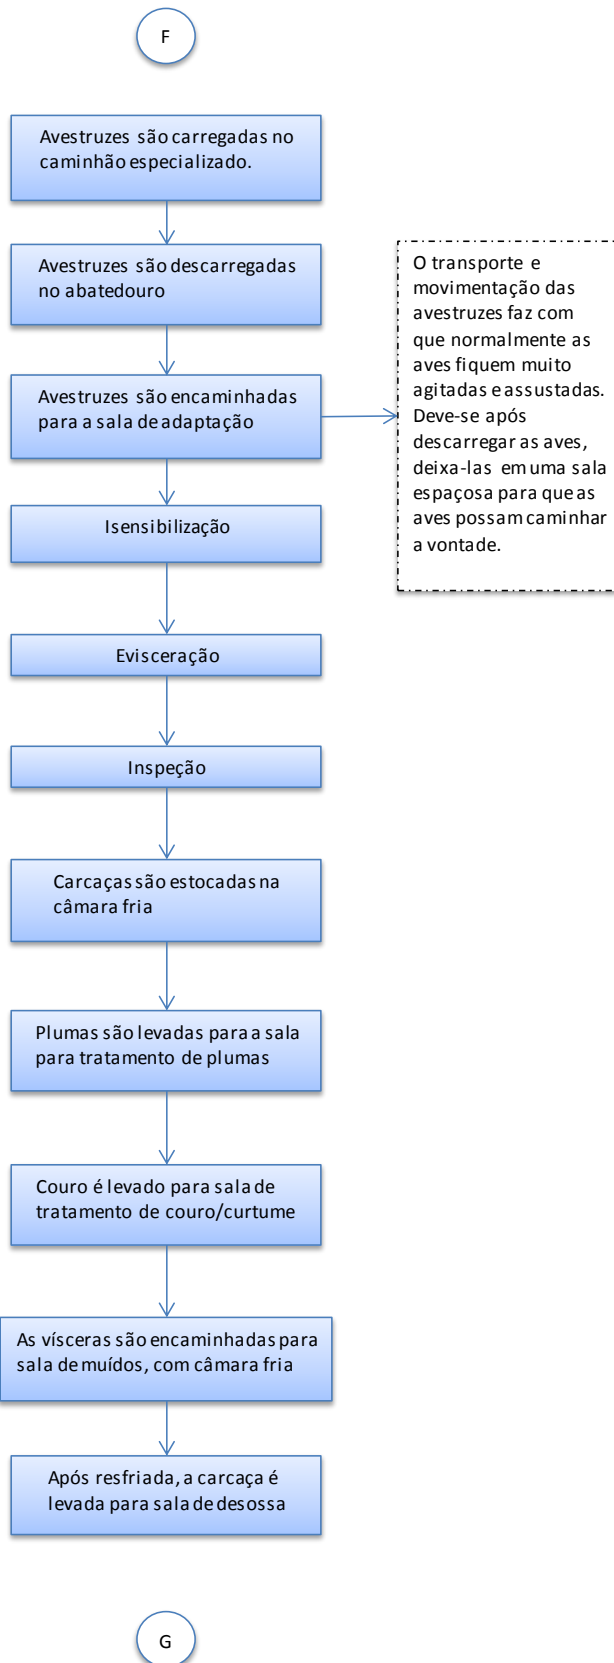 F
Avestruzes são carregadas no
caminhão especializado.
Avestruzes são descarregadas
no abatedouro
Avestruzes são encaminhadas
para a sala de adaptação
O transporte e
movimentação das
avestruzes faz com
que normalmente as
aves fiquem muito
agitadas e assustadas.
Deve-se após
descarregar as aves,
deixa-las em uma sala
espaçosa para que as
aves possam caminhar
a vontade.
Isensibilização
Evisceração
Inspeção
Carcaças são estocadas na
câmara fria
Plumas são levadas para a sala
para tratamento de plumas
Couro é levado para sala de
tratamento de couro/curtume
As vísceras são encaminhadas para
sala de muídos, com câmara fria
Após resfriada, a carcaça é
levada para sala de desossa
G